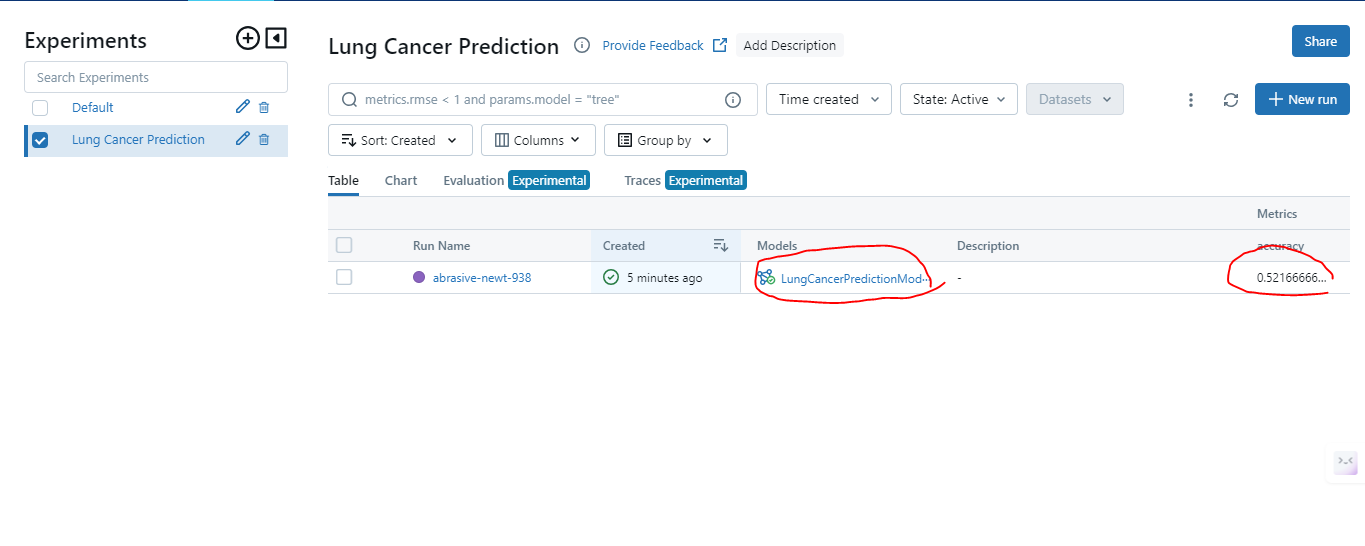 Experiments
Search Experiments
Default
Lung Cancer Prediction
Lung Cancer Prediction Provide Feedback Add Description
Share
metrics.rmse < 1 and params.model = "tree"
Time created
State: Active
Datasets
New run
Sort: Created
Columns
Group by
Table Chart Evaluation Experimental Traces Experimental
Metrics
Run Name Created Models Description accuracy
abrasive-newt-938 5 minutes ago LungCancerPredictionMod... - 0.52166666...